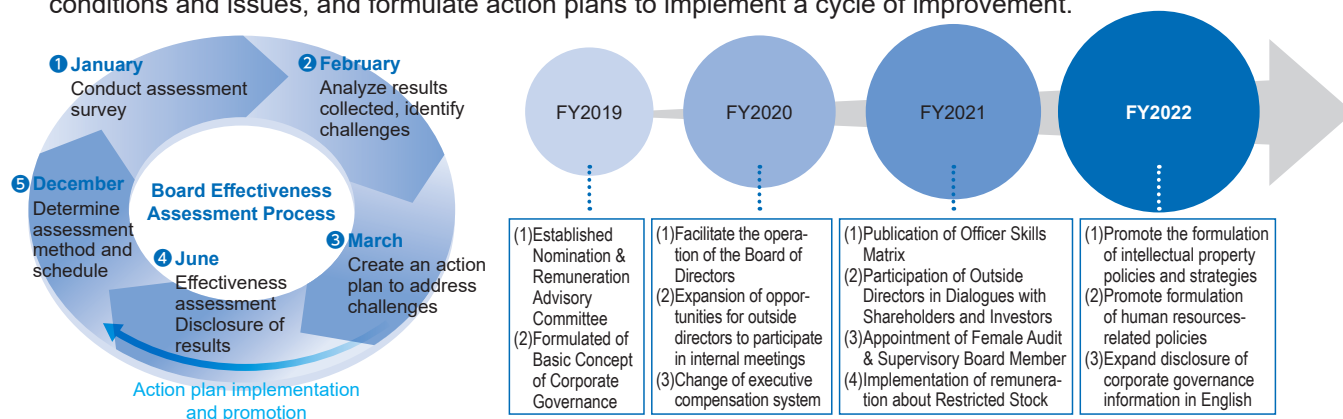 conditions and issues, and formulate action plans to implement a cycle of improvement.
❶ January
Conduct assessment
survey
❷ February
Analyze results
collected, identify
challenges
❸ March
Create an action
plan to address
challenges
❹ June
Effectiveness
assessment
Disclosure of
results
❺ December
Determine
assessment
method and
schedule
Board Effectiveness
Assessment Process
Action plan implementation
and promotion
FY2019
(1)Established
Nomination &
Remuneration
Advisory
Committee
(2)Formulated of
Basic Concept
of Corporate
Governance
FY2020
(1)Facilitate the opera-
tion of the Board of
Directors
(2)Expansion of oppor-
tunities for outside
directors to participate
in internal meetings
(3)Change of executive
compensation system
FY2021
(1)Publication of Officer Skills
Matrix
(2)Participation of Outside
Directors in Dialogues with
Shareholders and Investors
(3)Appointment of Female Audit
& Supervisory Board Member
(4)Implementation of remunera-
tion about Restricted Stock
FY2022
(1)Promote the formulation
of intellectual property
policies and strategies
(2)Promote formulation
of human resources-
related policies
(3)Expand disclosure of
corporate governance
information in English